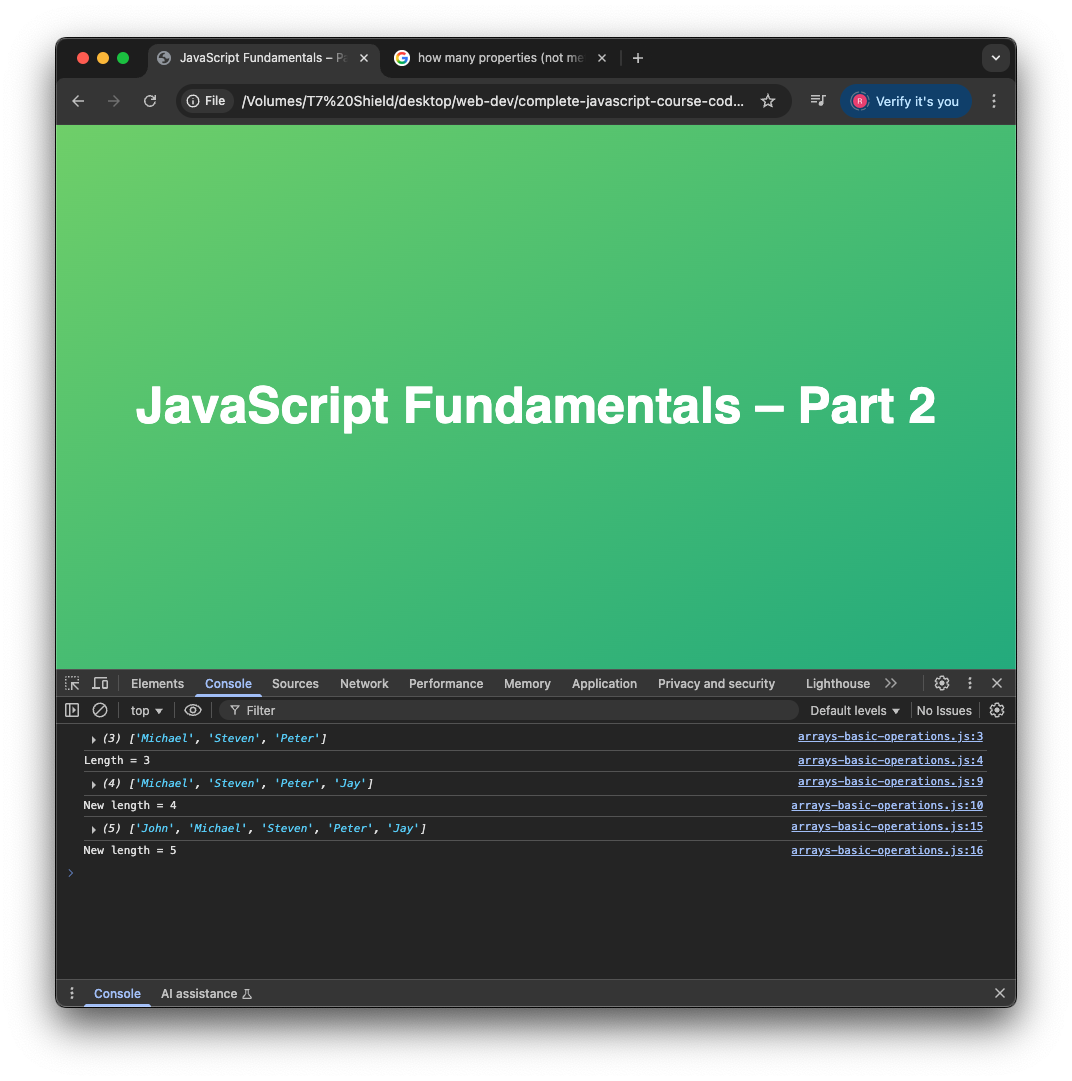 JavaScript Fundamentals – Pa
how many properties (not me
File
/Volumes/T7%20Shield/desktop/web-dev/complete-javascript-course-cod...
R
Verify it's you
JavaScript Fundamentals – Part 2
Elements Console Sources Network Performance Memory Application Privacy and security Lighthouse
top Filter Default levels No Issues
(3) ['Michael', 'Steven', 'Peter'] arrays-basic-operations.js:3
Length = 3 arrays-basic-operations.js:4
(4) ['Michael', 'Steven', 'Peter', 'Jay'] arrays-basic-operations.js:9
New length = 4 arrays-basic-operations.js:10
(5) ['John', 'Michael', 'Steven', 'Peter', 'Jay'] arrays-basic-operations.js:15
New length = 5 arrays-basic-operations.js:16
Console AI assistance